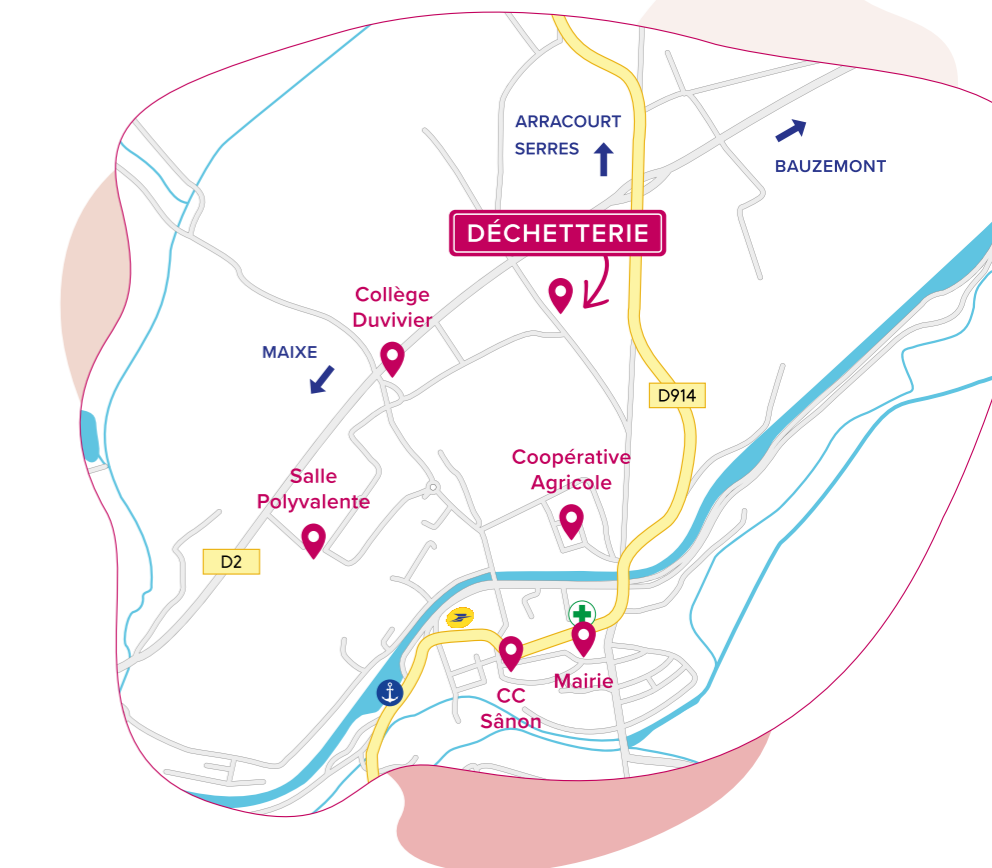 ARRACOURT
SERRES
BAUZEMONT
DÉCHETTERIE
Collège
Duvivier
MAIXE
D914
Coopérative
Agricole
Salle
Polyvalente
D2
Mairie
CC
Sânon